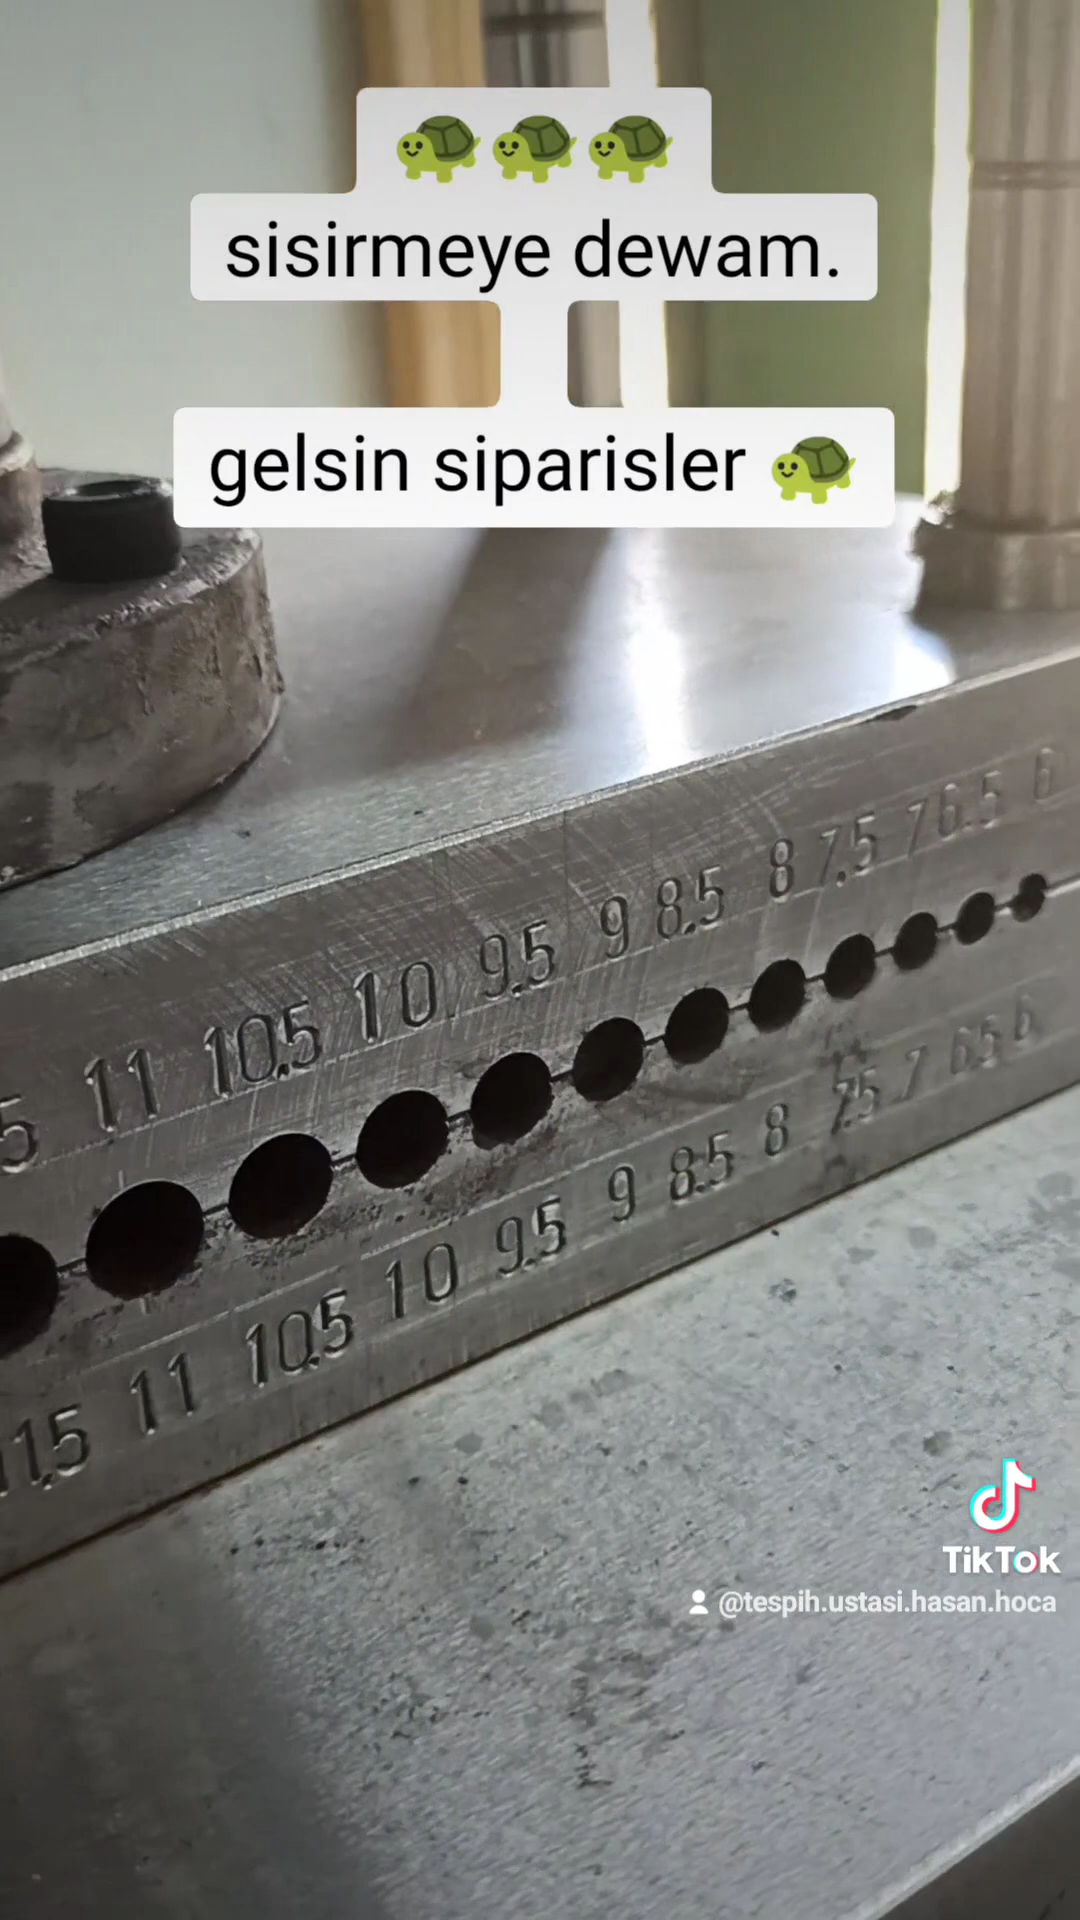 🐢🐢🐢
sisirmeye dewam.
gelsin siparisler 🐢
11 10.5 10 9.5 9 8.5 8 7.5 7 6.5 6
11.5 11 10.5 10 9.5 9 8.5 8 7.5 7 6.5 6
TikTok
@tespih.ustasi.hasan.hoca